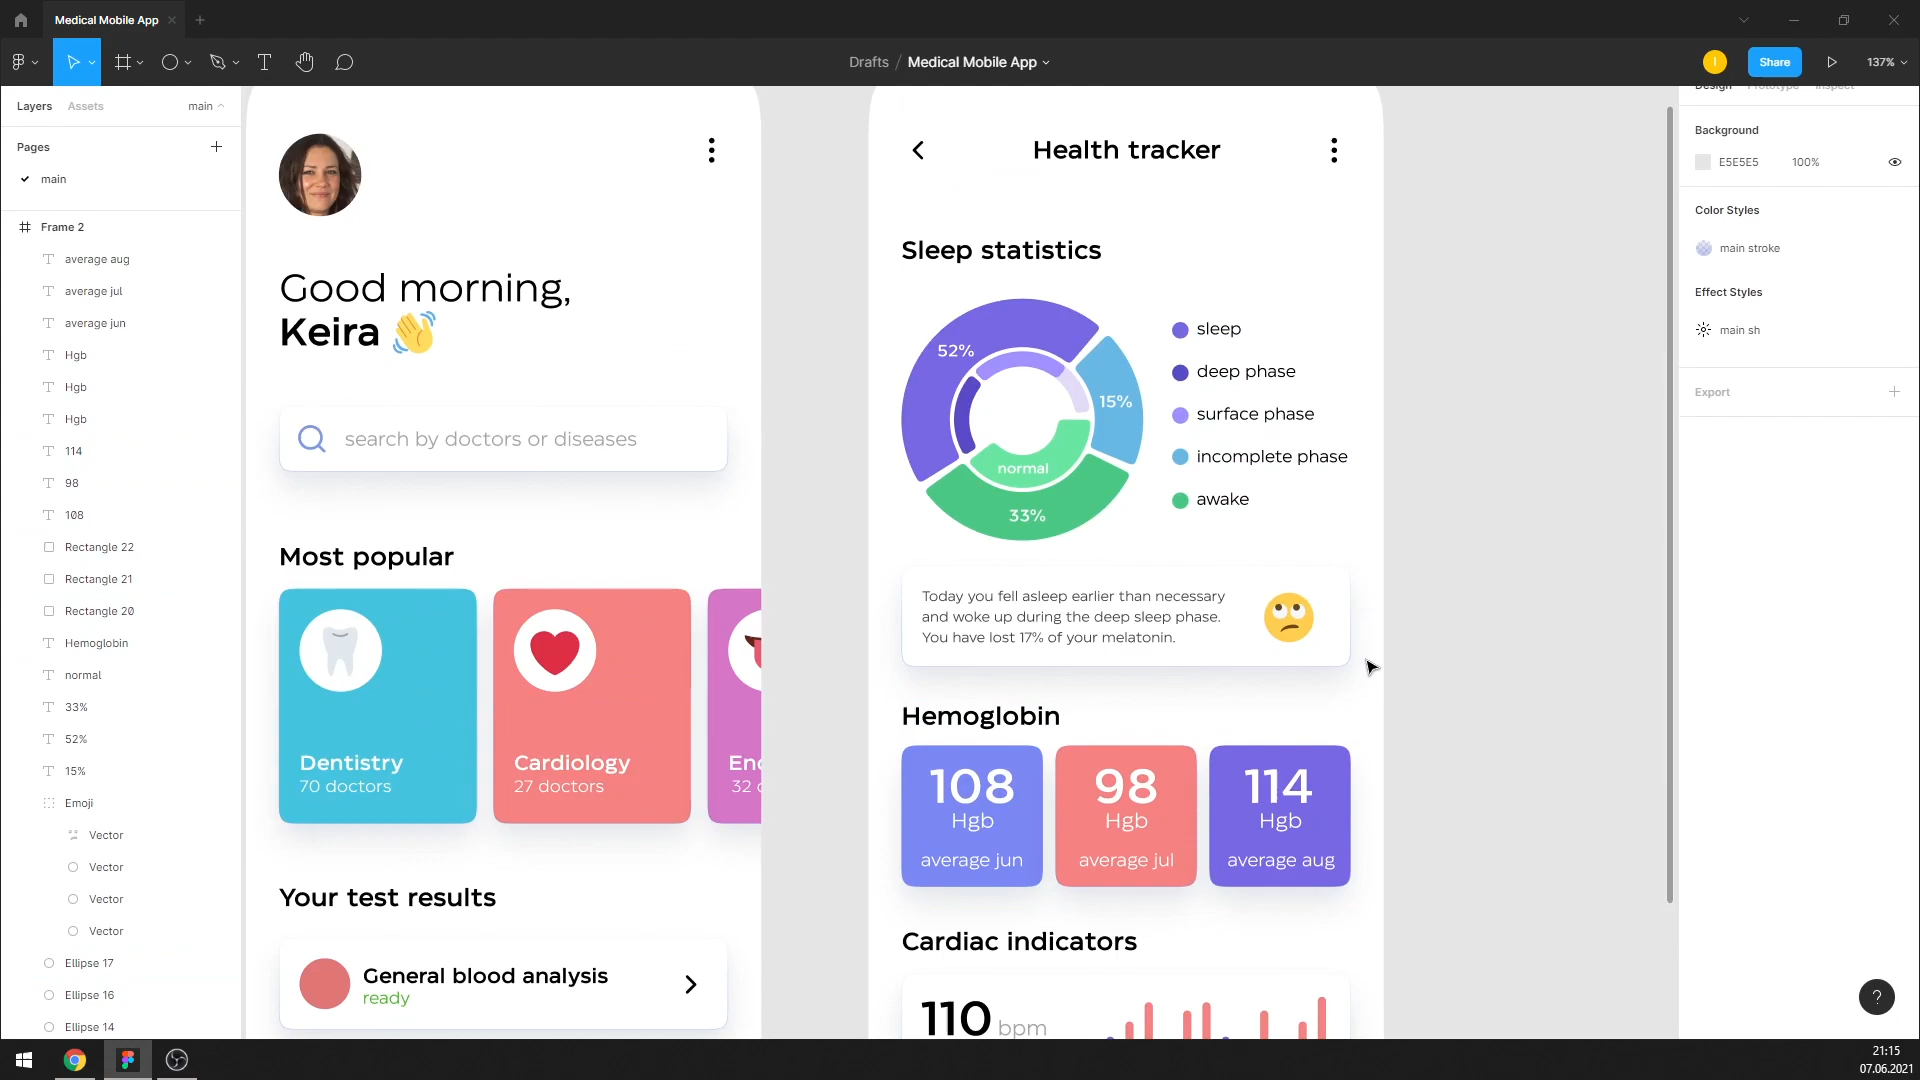 Medical Mobile App
Drafts / Medical Mobile App
I
Share
137%
Layers
Assets
main
Pages
main
Frame 2
average aug
average jul
average jun
Hgb
Hgb
Hgb
114
98
108
Rectangle 22
Rectangle 21
Rectangle 20
Hemoglobin
normal
33%
52%
15%
Emoji
Vector
Vector
Vector
Vector
Ellipse 17
Ellipse 16
Ellipse 14
Good morning,
Keira
search by doctors or diseases
Most popular
Dentistry
70 doctors
Cardiology
27 doctors
32
Your test results
General blood analysis
ready
Health tracker
Sleep statistics
52%
15%
normal
33%
sleep
deep phase
surface phase
incomplete phase
awake
Today you fell asleep earlier than necessary
and woke up during the deep sleep phase.
You have lost 17% of your melatonin.
Hemoglobin
108
Hgb
average jun
98
Hgb
average jul
114
Hgb
average aug
Cardiac indicators
110 bpm
Design
Prototype
Inspect
Background
E5E5E5
100%
Color Styles
main stroke
Effect Styles
main sh
Export
?
21:15
07.06.2021